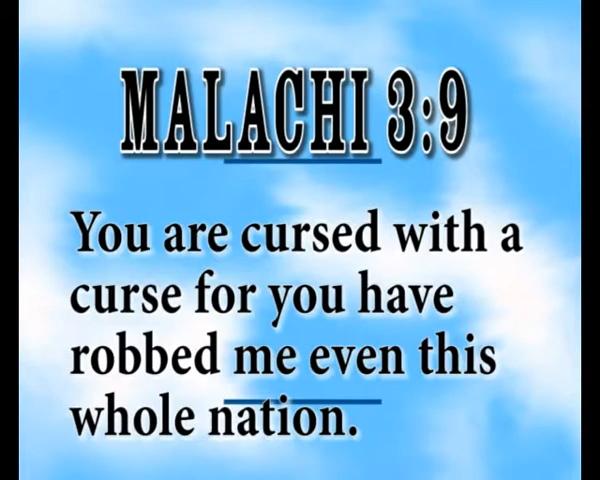 MALACHI 3:9
You are cursed with a
curse for you have
robbed me even this
whole nation.